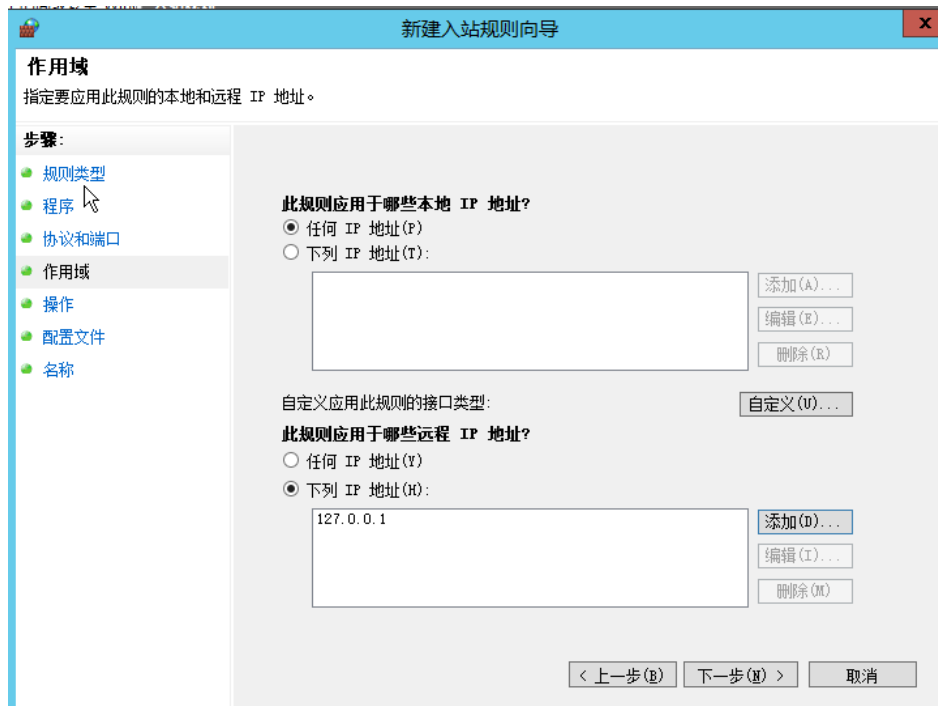 新建入站规则向导
x
作用域
指定要应用此规则的本地和远程 IP 地址。
步骤:
规则类型
程序
协议和端口
作用域
操作
配置文件
名称
此规则应用于哪些本地 IP 地址?
任何 IP 地址(P)
下列 IP 地址(T):
添加(A)...
编辑(E)...
删除(R)
自定义应用此规则的接口类型:
自定义(U)...
此规则应用于哪些远程 IP 地址?
任何 IP 地址(Y)
下列 IP 地址(H):
127.0.0.1
添加(D)...
编辑(I)...
删除(M)
< 上一步(B)
下一步(N) >
取消